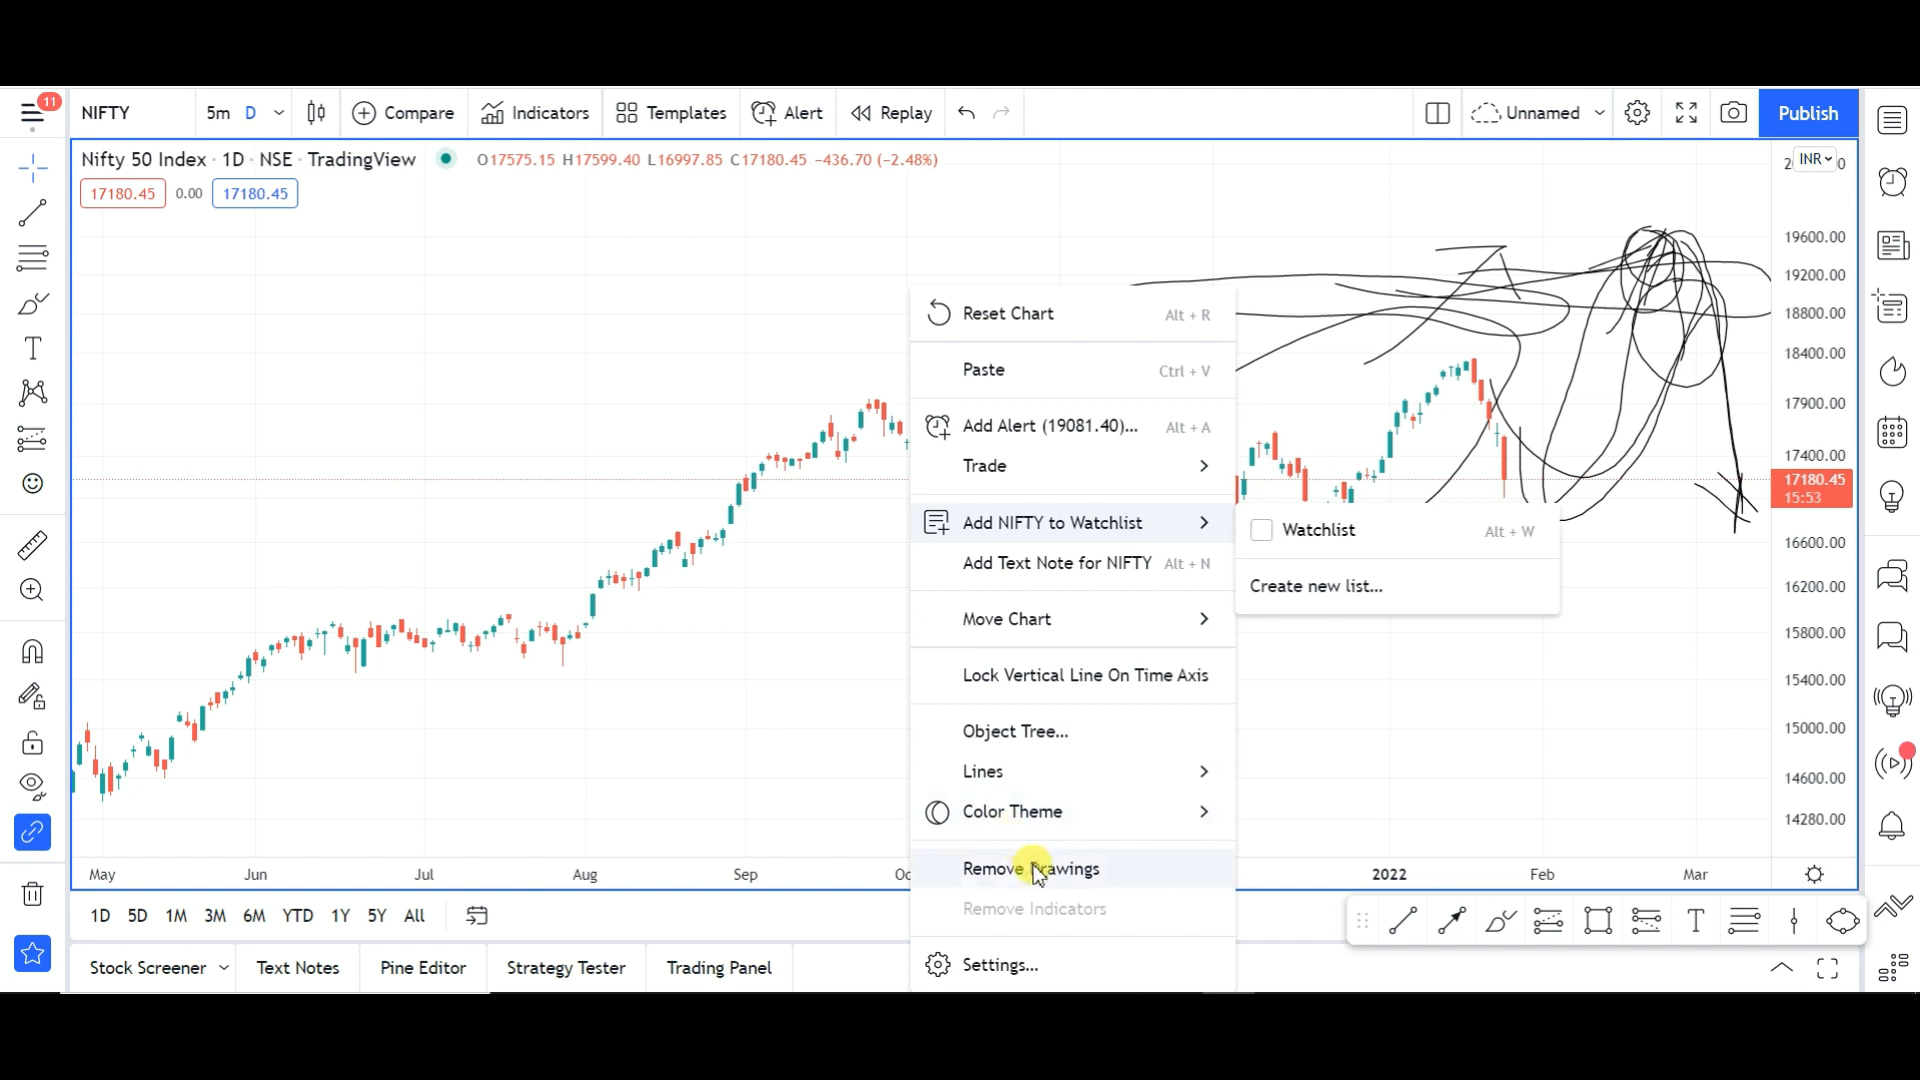 11
NIFTY 5m D Compare Indicators Templates Alert Replay Unnamed Publish
Nifty 50 Index · 1D · NSE · TradingView O17575.15 H17599.40 L16997.85 C17180.45 −436.70 (−2.48%)
INR
17180.45 0.00 17180.45
19600.00
19200.00
18800.00
18400.00
17900.00
17400.00
17180.45
15:53
16600.00
16200.00
15800.00
15400.00
15000.00
14600.00
14280.00
Reset Chart Alt + R
Paste Ctrl + V
Add Alert (19081.40)... Alt + A
Trade
Add NIFTY to Watchlist
Add Text Note for NIFTY Alt + N
Move Chart
Lock Vertical Line On Time Axis
Object Tree...
Lines
Color Theme
Remove Drawings
Remove Indicators
Settings...
Watchlist Alt + W
Create new list...
May Jun Jul Aug Sep 2022 Feb Mar
1D 5D 1M 3M 6M YTD 1Y 5Y All
Stock Screener Text Notes Pine Editor Strategy Tester Trading Panel